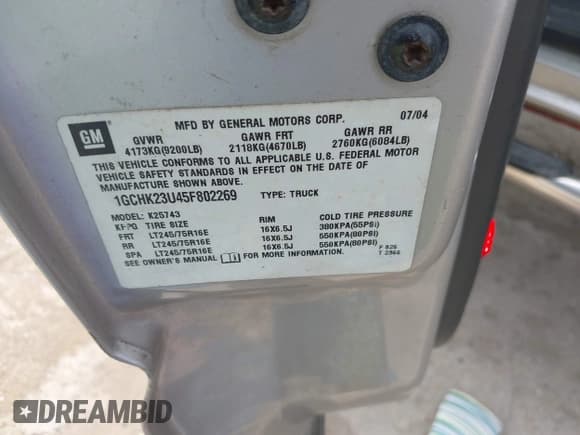 GM
MFD BY GENERAL MOTORS CORP. 07/04
GVWR GAWR FRT GAWR RR
4173KG(9200LB) 2118KG(4670LB) 2760KG(6084LB)
THIS VEHICLE CONFORMS TO ALL APPLICABLE U.S. FEDERAL MOTOR
VEHICLE SAFETY STANDARDS IN EFFECT ON THE DATE OF
MANUFACTURE SHOWN ABOVE.
1GCHK23U45F802269 TYPE: TRUCK
MODEL: K25743
TIRE SIZE RIM COLD TIRE PRESSURE
FRT LT245/75R16E 16X6.5J 380KPA(55PSI)
RR LT245/75R16E 16X6.5J 550KPA(80PSI)
SPA LT245/75R16E 16X6.5J 550KPA(80PSI)
SEE OWNER'S MANUAL FOR MORE INFORMATION.
DREAMBID